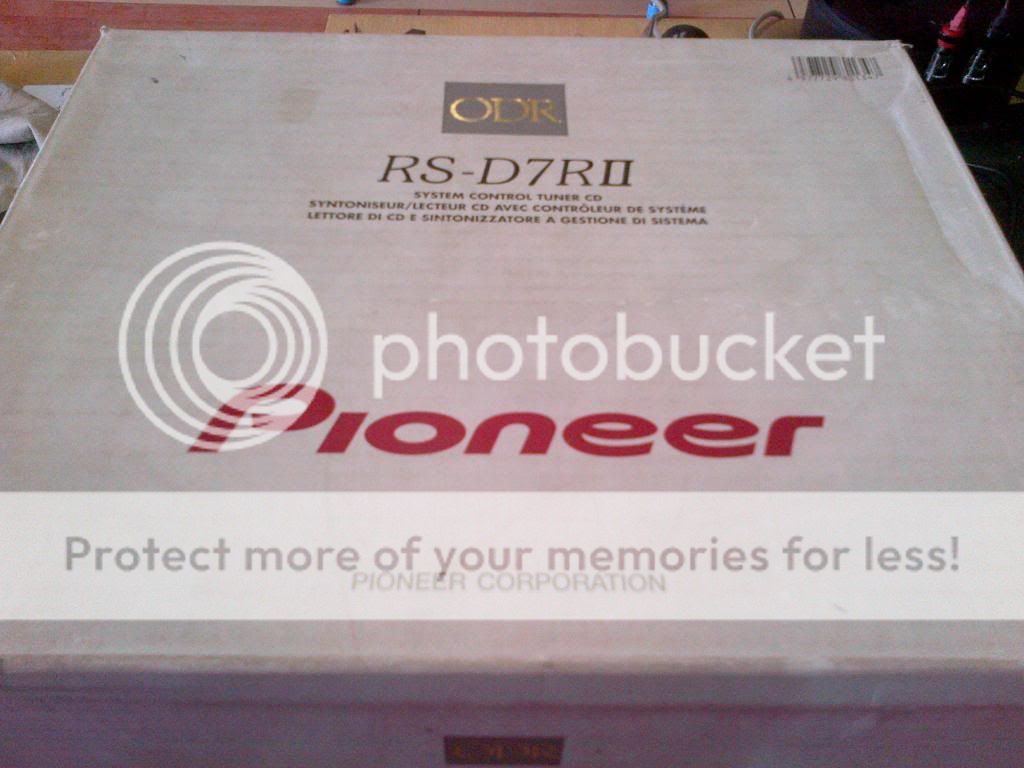 ODR
RS-D7RII
SYSTEM CONTROL TUNER CD
SYNTONISEUR/LECTEUR CD AVEC CONTRÔLEUR DE SYSTÈME
LETTORE DI CD E SINTONIZZATORE A GESTIONE DI SISTEMA
photobucket
Pioneer
Protect more of your memories for less!
PIONEER CORPORATION